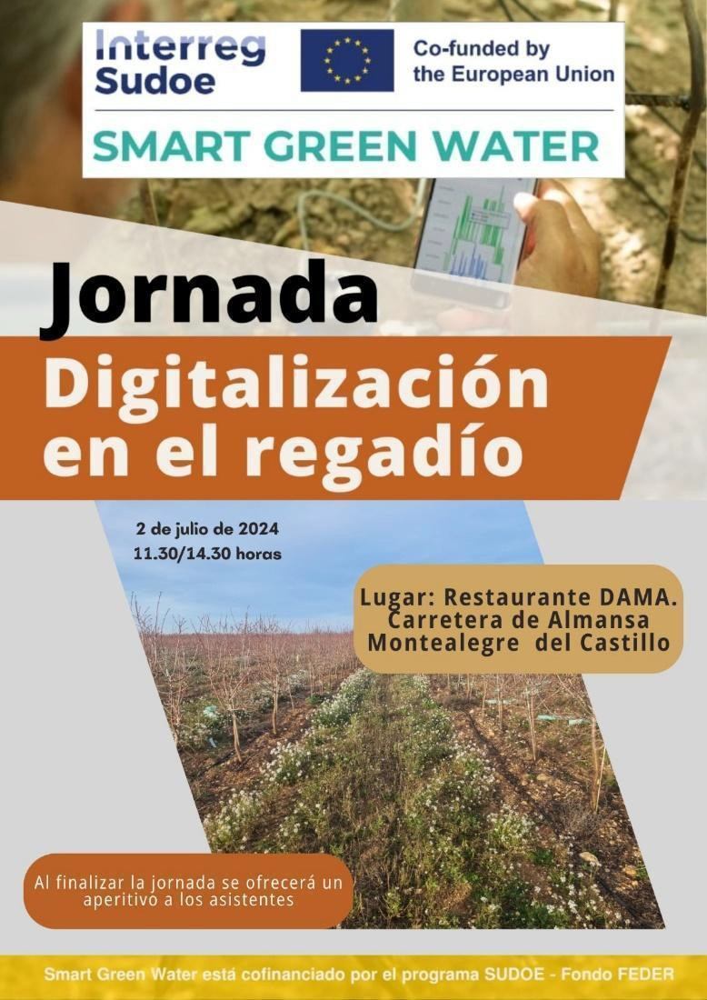 Interreg
Sudoe
Co-funded by
the European Union
SMART GREEN WATER
Jornada
Digitalización
en el regadío
2 de julio de 2024
11.30/14.30 horas
Lugar: Restaurante DAMA.
Carretera de Almansa
Montealegre del Castillo
Al finalizar la jornada se ofrecerá un
aperitivo a los asistentes
Smart Green Water está cofinanciado por el programa SUDOE - Fondo FEDER